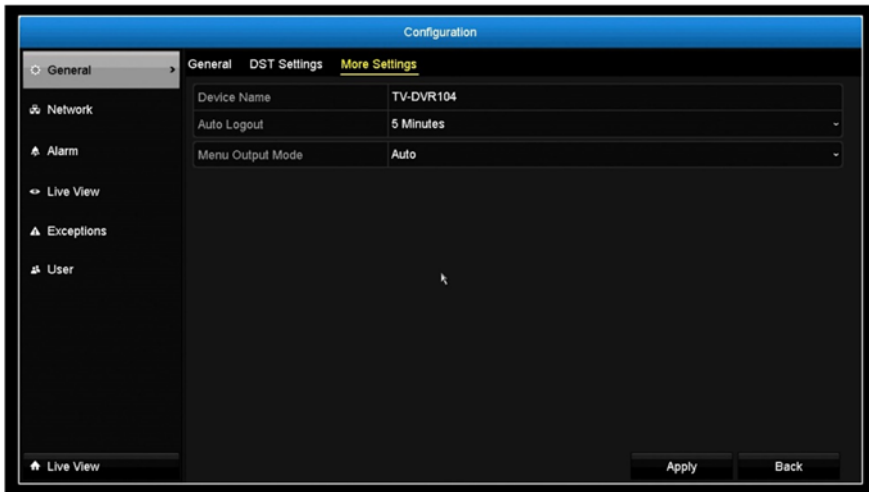 Configuration
General
Network
Alarm
Live View
Exceptions
User
Live View
General DST Settings More Settings
Device Name TV-DVR104
Auto Logout 5 Minutes
Menu Output Mode Auto
Apply Back